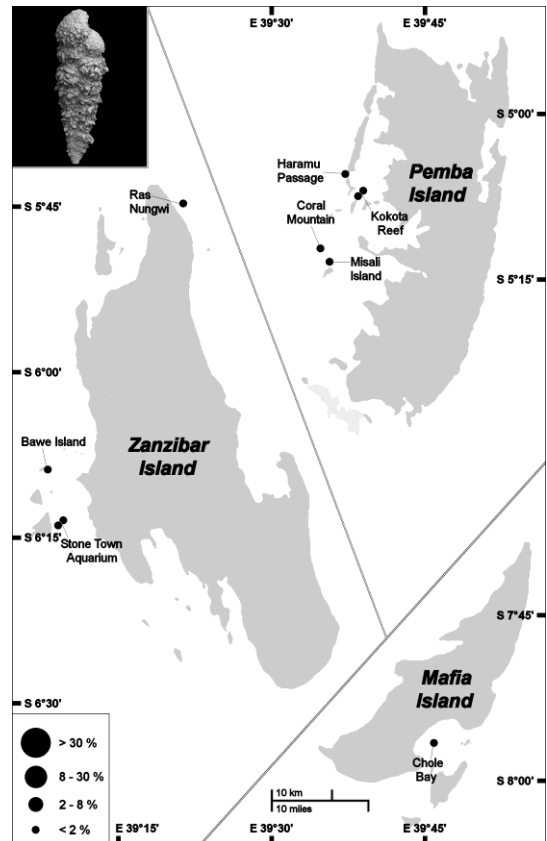 E 39°30'
E 39°45'
S 5°00'
Haramu
Passage
Pemba
Island
Ras
Nungwi
Coral
Mountain
Kokota
Reef
S 5°45'
Misali
Island
S 5°15'
S 6°00'
Bawe Island
Zanzibar
Island
Stone Town
Aquarium
S 6°15'
S 7°45'
Mafia
Island
S 6°30'
Chole
Bay
S 8°00'
> 30 %
8 - 30 %
2 - 8 %
< 2 %
10 km
10 miles
E 39°15'
E 39°30'
E 39°45'